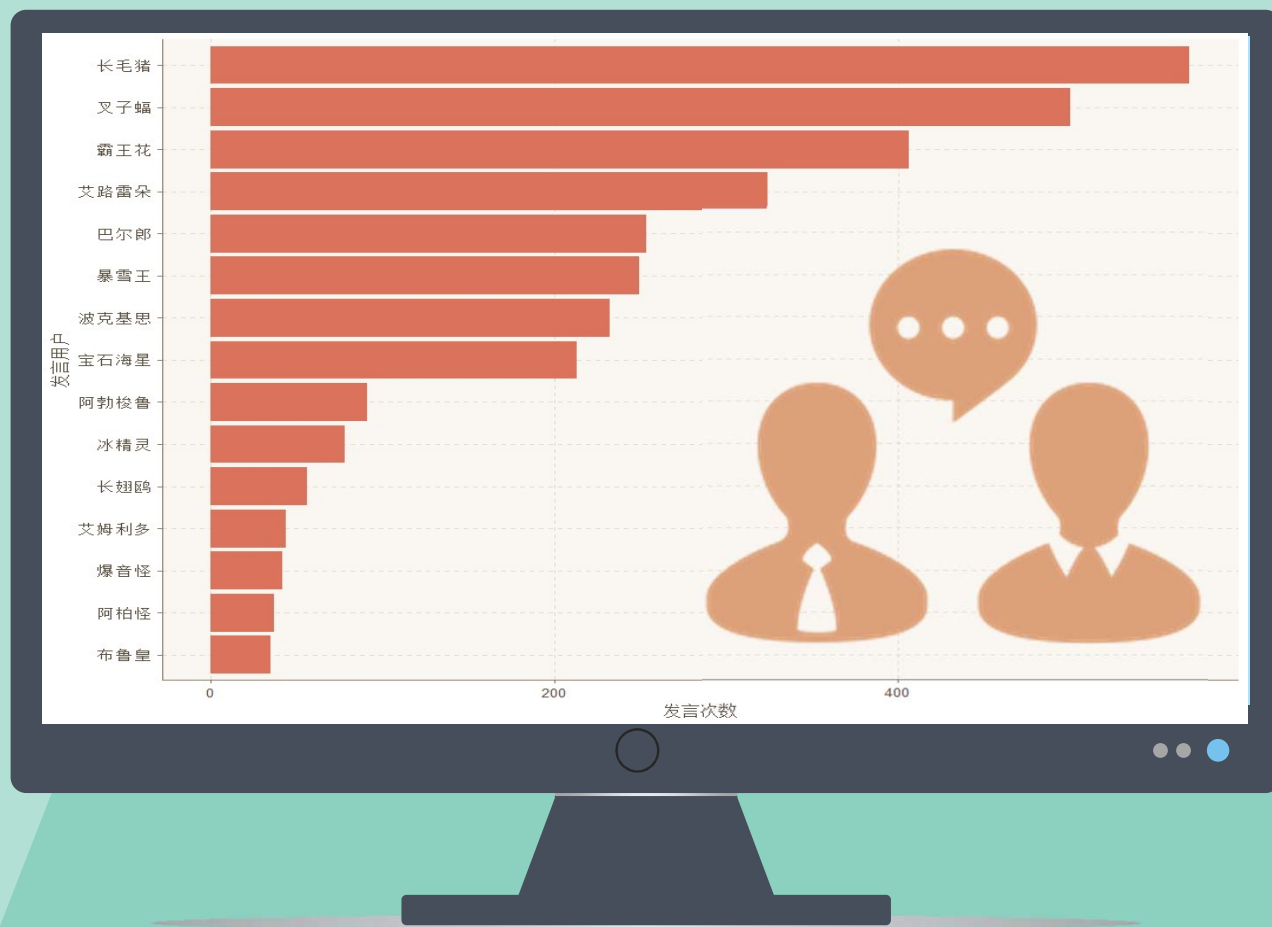 长毛猪
叉子蝠
霸王花
艾路雷朵
巴尔郎
暴雪王
波克基思
宝石海星
阿勃梭鲁
冰精灵
长翅鸥
艾姆利多
爆音怪
阿柏怪
布鲁皇
发言用户
0 200 400
发言次数